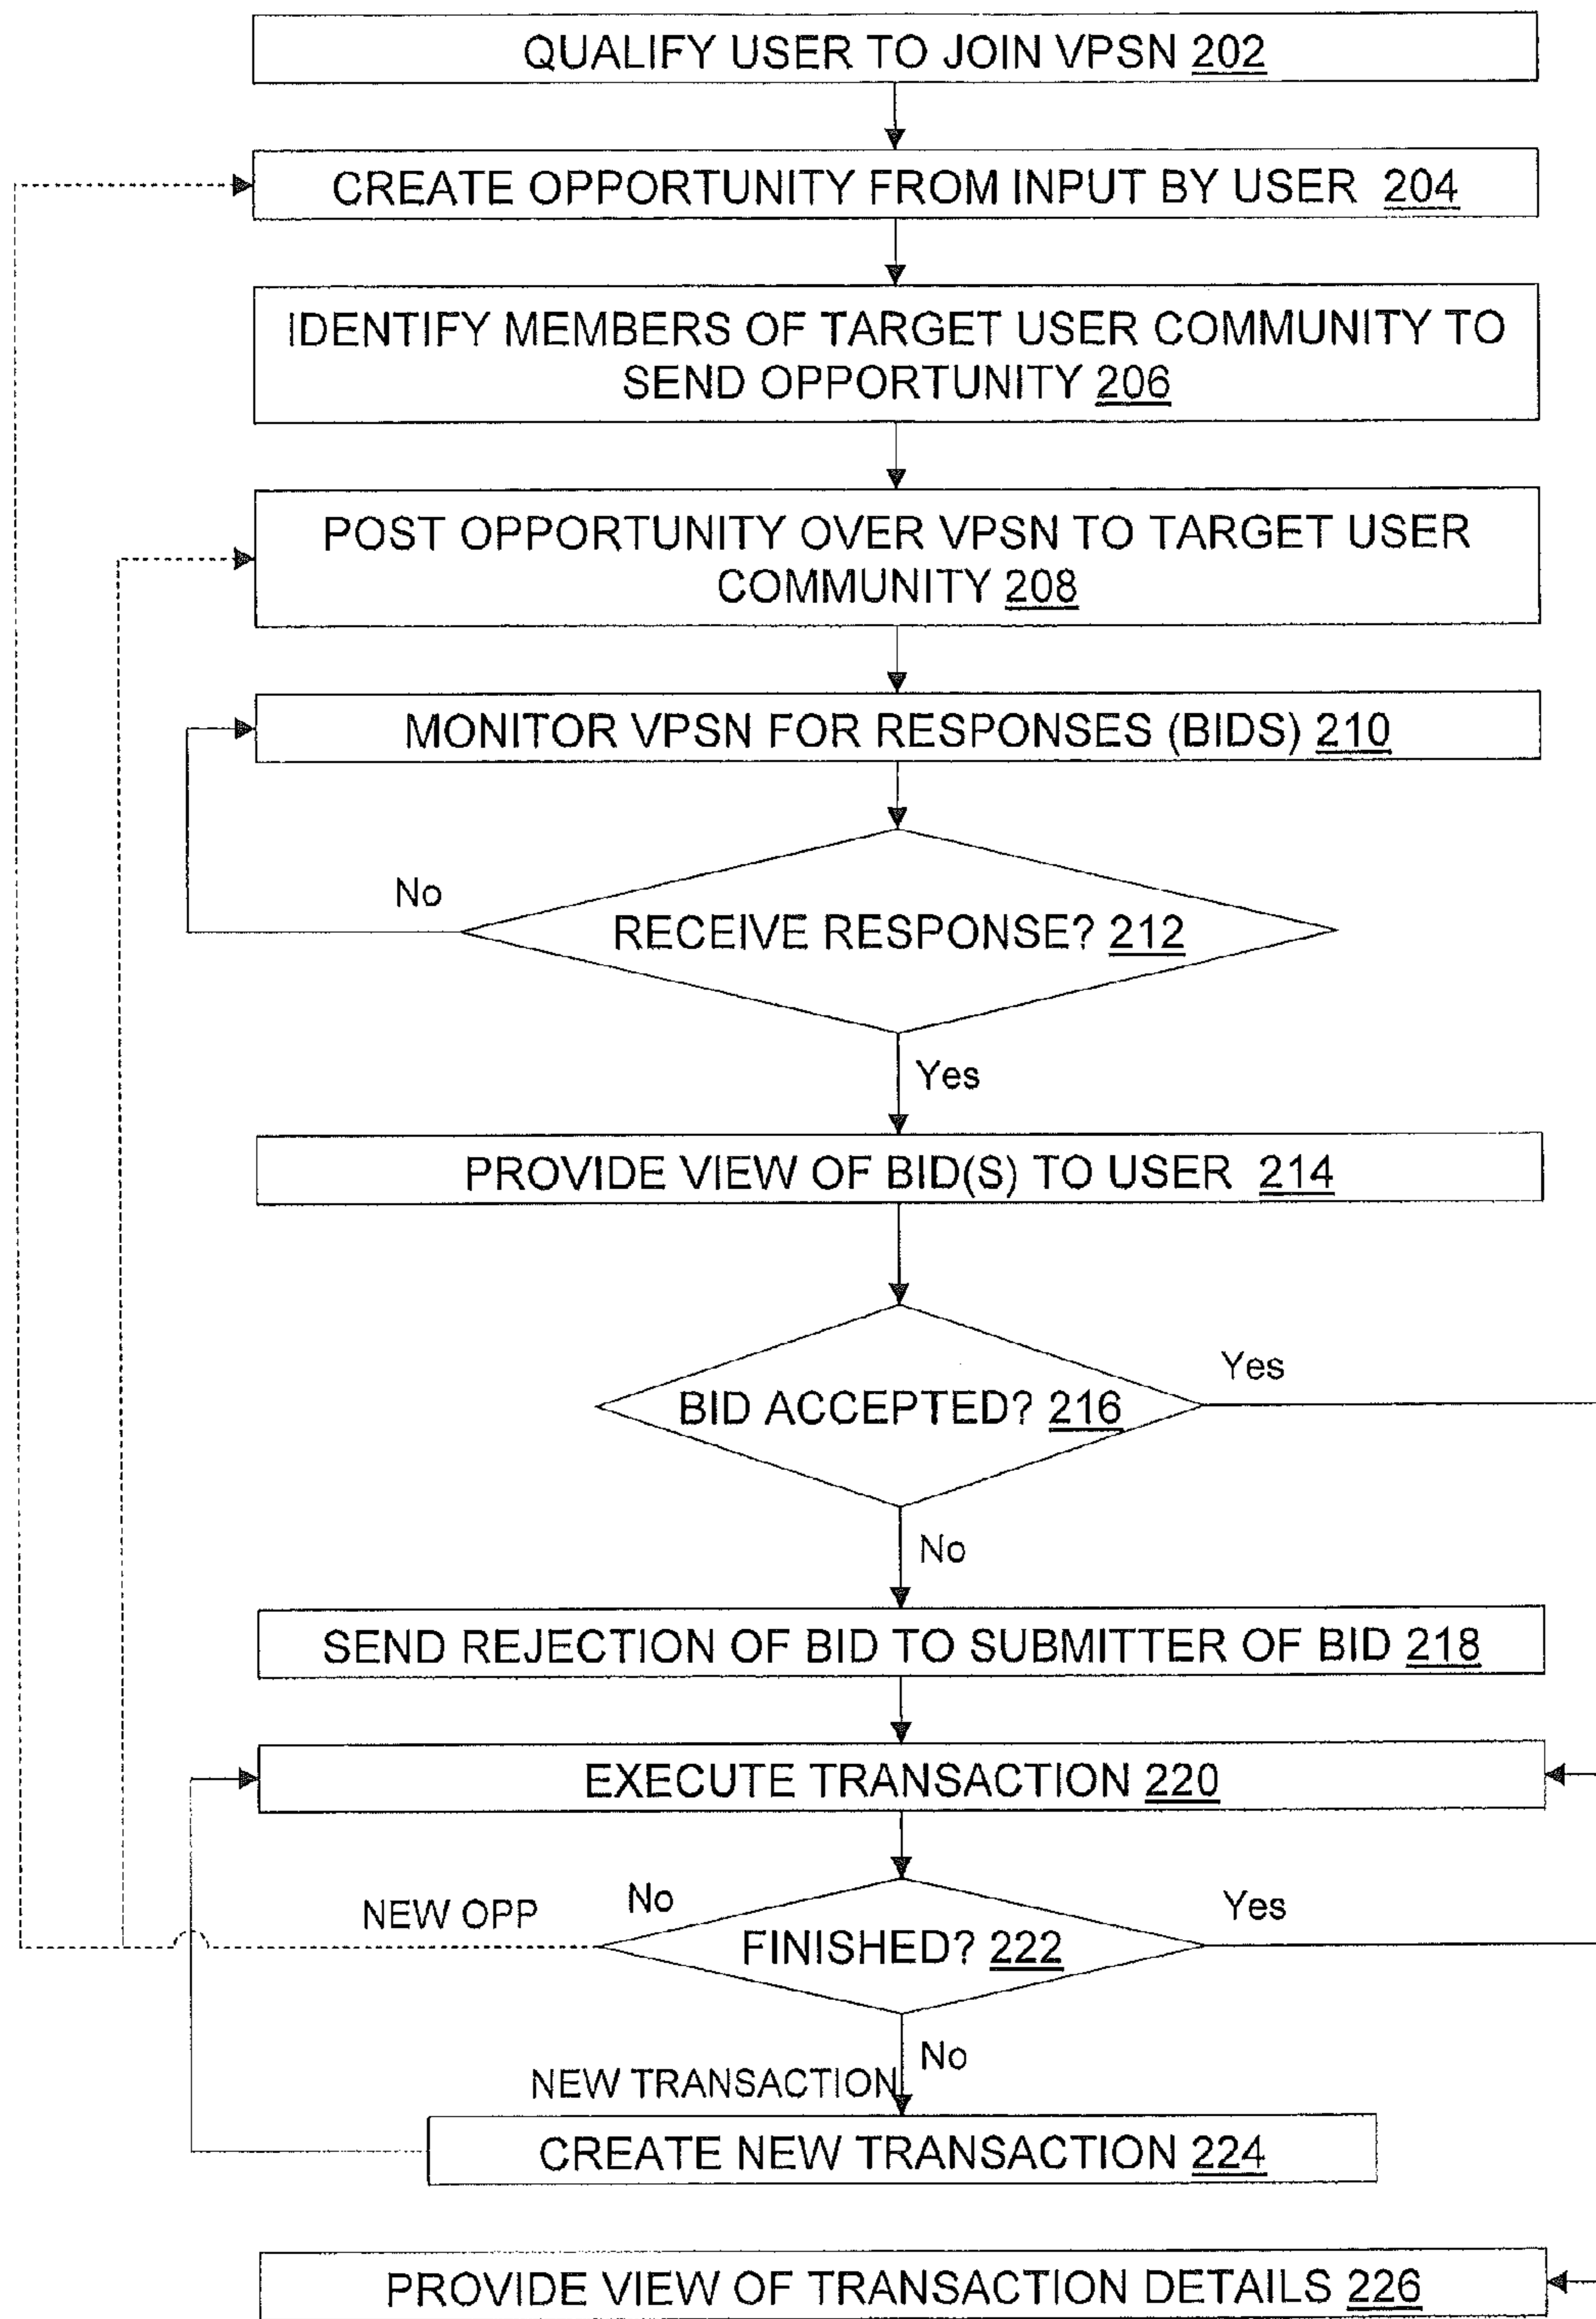 QUALIFY USER TO JOIN VPSN 202
CREATE OPPORTUNITY FROM INPUT BY USER 204
IDENTIFY MEMBERS OF TARGET USER COMMUNITY TO
SEND OPPORTUNITY 206
POST OPPORTUNITY OVER VPSN TO TARGET USER
COMMUNITY 208
MONITOR VPSN FOR RESPONSES (BIDS) 210
No
RECEIVE RESPONSE? 212
Yes
PROVIDE VIEW OF BID(S) TO USER 214
Yes
BID ACCEPTED? 216
No
SEND REJECTION OF BID TO SUBMITTER OF BID 218
EXECUTE TRANSACTION 220
NEW OPP No Yes
FINISHED? 222
No
NEW TRANSACTION
CREATE NEW TRANSACTION 224
PROVIDE VIEW OF TRANSACTION DETAILS 226